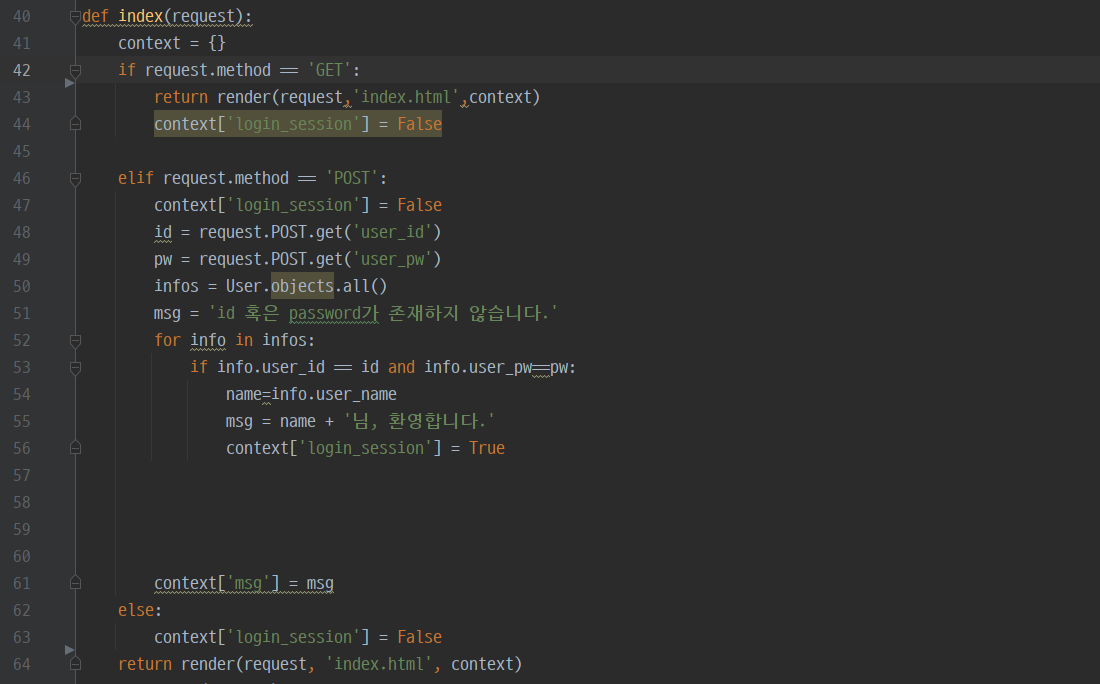 40 def index(request):
41     context = {}
42     if request.method == 'GET':
43         return render(request,'index.html',context)
44         context['login_session'] = False
45
46     elif request.method == 'POST':
47         context['login_session'] = False
48         id = request.POST.get('user_id')
49         pw = request.POST.get('user_pw')
50         infos = User.objects.all()
51         msg = 'id 혹은 password가 존재하지 않습니다.'
52         for info in infos:
53             if info.user_id == id and info.user_pw==pw:
54                 name=info.user_name
55                 msg = name + '님, 환영합니다.'
56                 context['login_session'] = True
57
58
59
60
61         context['msg'] = msg
62     else:
63         context['login_session'] = False
64     return render(request, 'index.html', context)